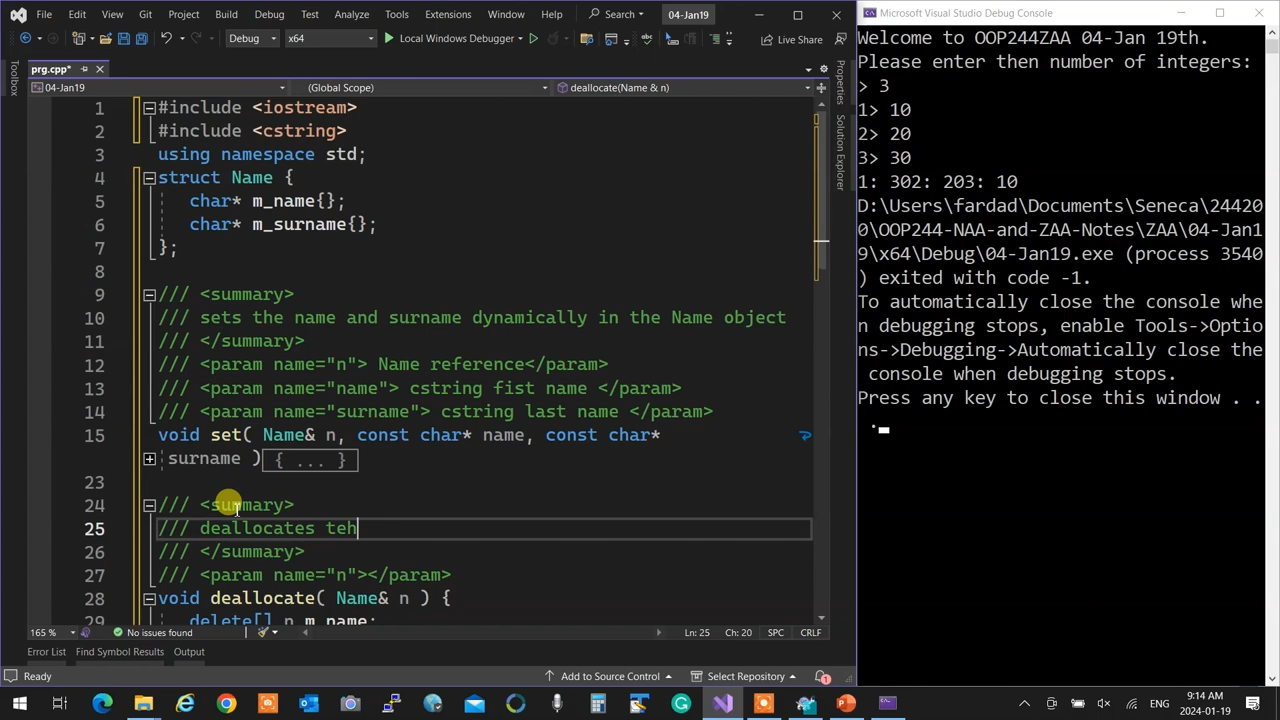 File Edit View Git Project Build Debug Test Analyze Tools Extensions Window Help Search 04-Jan19
Debug x64 Local Windows Debugger Live Share
prg.cpp*
04-Jan19 (Global Scope) deallocate(Name & n)
Toolbox
Properties
Solution Explorer
1 #include <iostream>
2 #include <cstring>
3 using namespace std;
4 struct Name {
5 char* m_name{};
6 char* m_surname{};
7 };
8
9 /// <summary>
10 /// sets the name and surname dynamically in the Name object
11 /// </summary>
12 /// <param name="n"> Name reference</param>
13 /// <param name="name"> cstring fist name </param>
14 /// <param name="surname"> cstring last name </param>
15 void set( Name& n, const char* name, const char*
surname ){ ... }
23
24 /// <summary>
25 /// deallocates teh
26 /// </summary>
27 /// <param name="n"></param>
28 void deallocate( Name& n ) {
29 delete[] n.m_name;
165 % No issues found Ln: 25 Ch: 20 SPC CRLF
Error List Find Symbol Results Output
Ready Add to Source Control Select Repository 1
Microsoft Visual Studio Debug Console
Welcome to OOP244ZAA 04-Jan 19th.
Please enter then number of integers:
> 3
1> 10
2> 20
3> 30
1: 302: 203: 10
D:\Users\fardad\Documents\Seneca\24420
0\OOP244-NAA-and-ZAA-Notes\ZAA\04-Jan1
9\x64\Debug\04-Jan19.exe (process 3540
) exited with code -1.
To automatically close the console whe
n debugging stops, enable Tools->Optio
ns->Debugging->Automatically close the
console when debugging stops.
Press any key to close this window . .
.
ENG 9:14 AM
2024-01-19